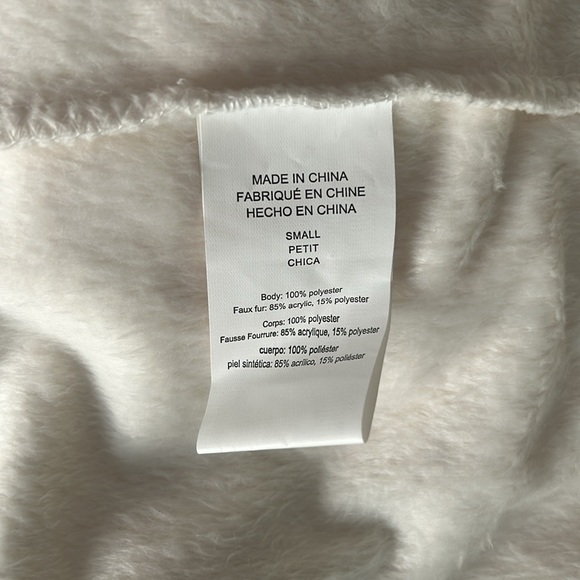 MADE IN CHINA
FABRIQUÉ EN CHINE
HECHO EN CHINA
SMALL
PETIT
CHICA
Body: 100% polyester
Faux fur: 85% acrylic, 15% polyester
Corps: 100% polyester
Fausse Fourrure: 85% acrylique, 15% polyester
cuerpo: 100% poliéster
piel sintética: 85% acrílico, 15% poliéster